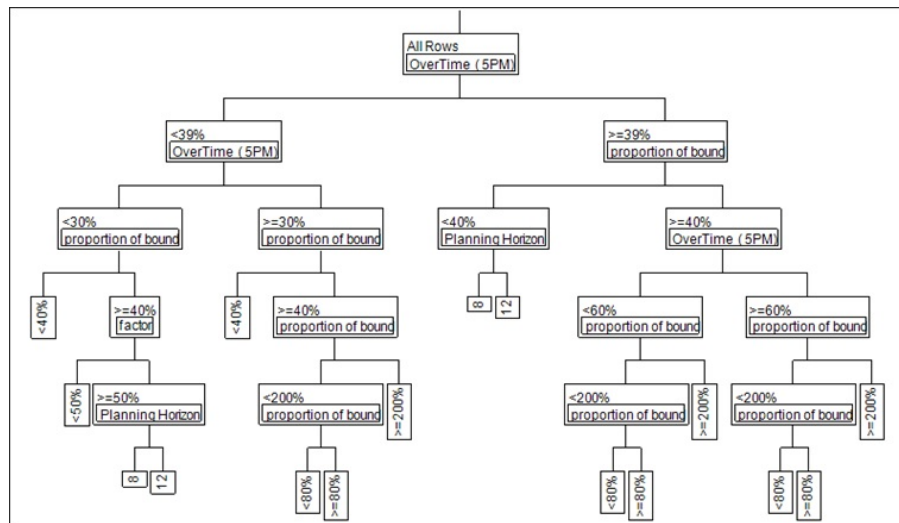 All Rows
OverTime (5PM)
<39%
OverTime (5PM)
>=39%
proportion of bound
<30%
proportion of bound
>=30%
proportion of bound
<40%
Planning Horizon
>=40%
OverTime (5PM)
<40%
>=40%
factor
<40%
>=40%
proportion of bound
8
12
<60%
proportion of bound
>=60%
proportion of bound
<50%
>=50%
Planning Horizon
<200%
proportion of bound
>=200%
<200%
proportion of bound
>=200%
<200%
proportion of bound
>=200%
8
12
<80%
>=80%
<80%
>=80%
<80%
>=80%